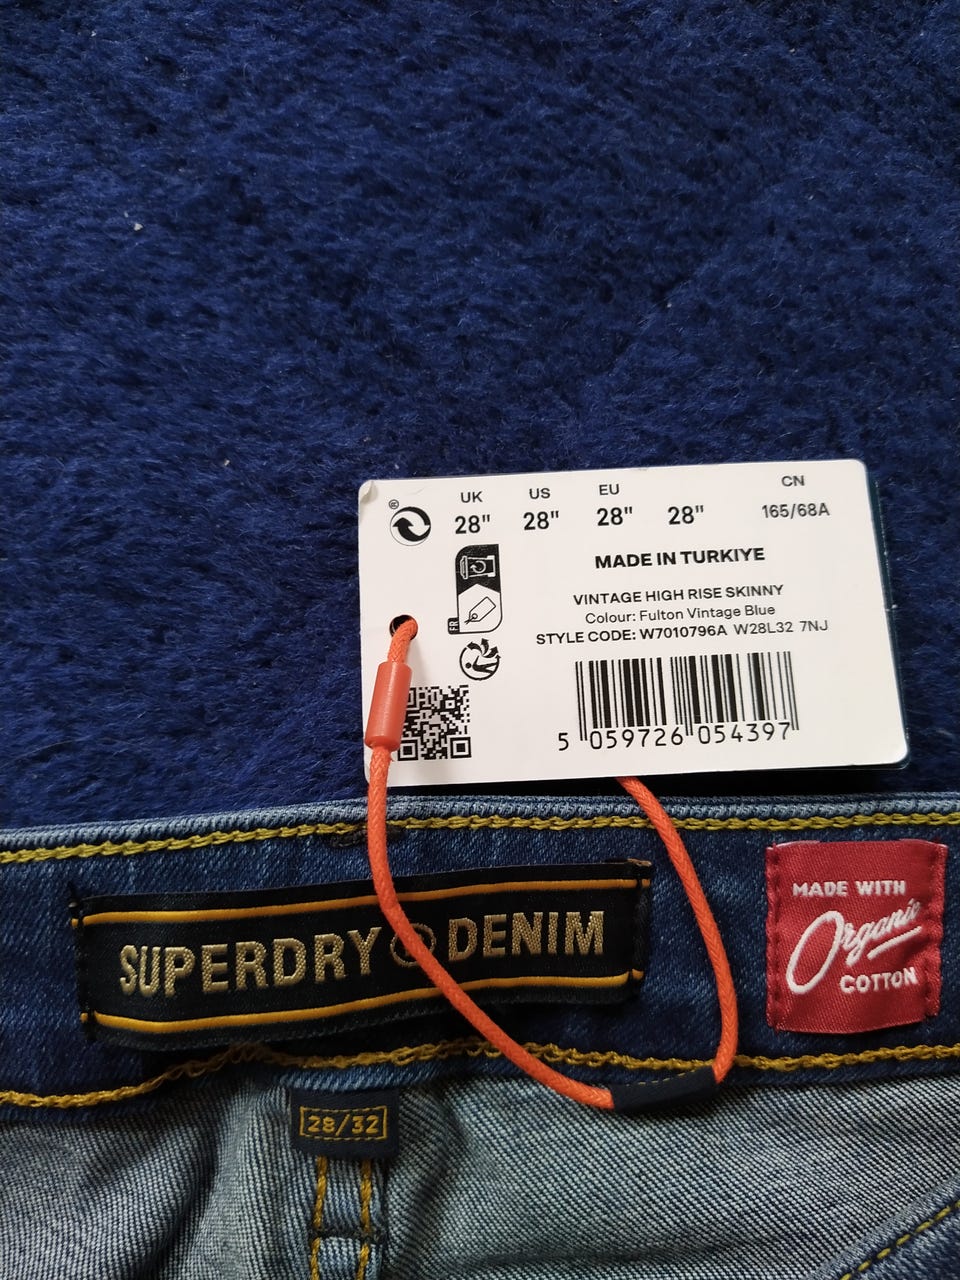 UK US EU CN
28" 28" 28" 28" 165/68A
MADE IN TURKIYE
VINTAGE HIGH RISE SKINNY
Colour: Fulton Vintage Blue
STYLE CODE: W7010796A W28L32 7NJ
FR
5 059726 054397
SUPERDRY DENIM
MADE WITH
Organic
COTTON
28/32